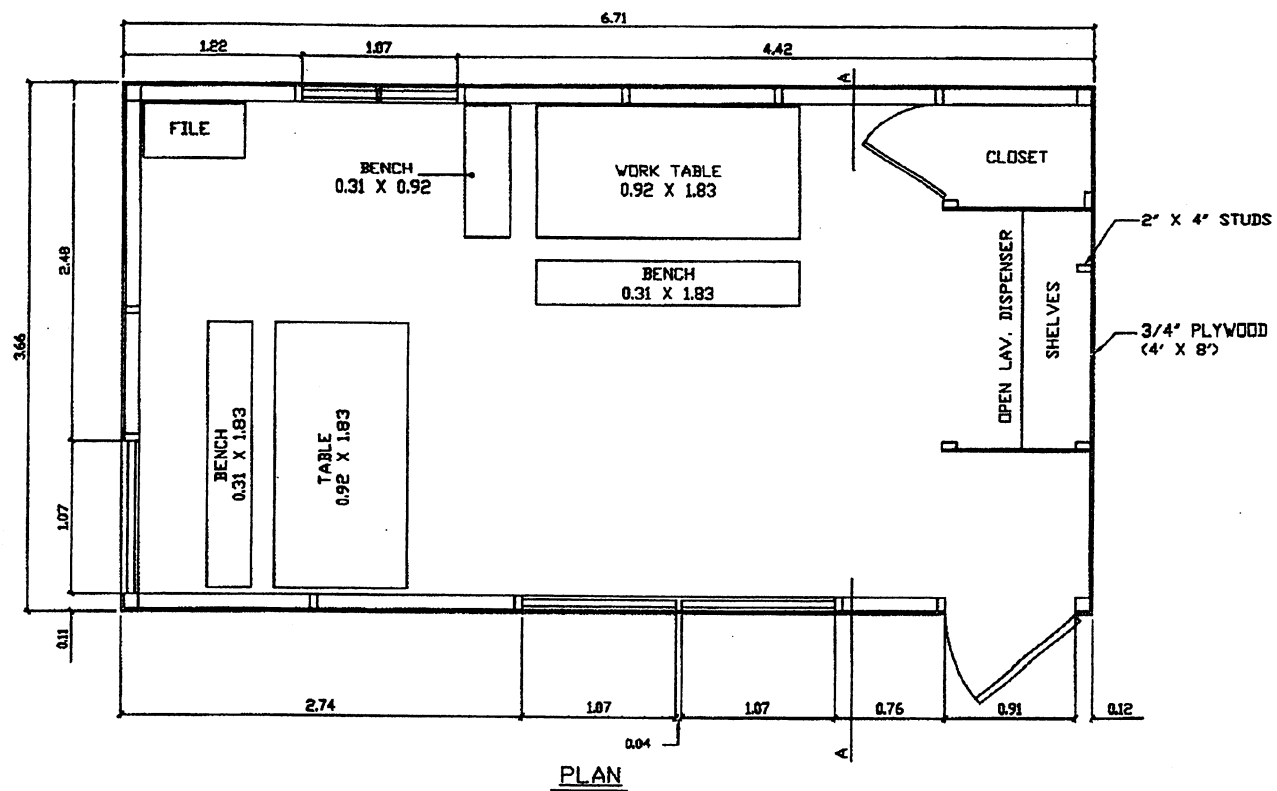 6.71
1.22
1.07
4.42
A
FILE
BENCH
0.31 X 0.92
WORK TABLE
0.92 X 1.83
CLOSET
2" X 4" STUDS
BENCH
0.31 X 1.83
OPEN LAV. DISPENSER
SHELVES
3/4" PLYWOOD
(4' X 8')
3.66
2.48
1.07
0.11
BENCH
0.31 X 1.83
TABLE
0.92 X 1.83
2.74
1.07
0.04
1.07
0.76
0.91
0.12
A
PLAN